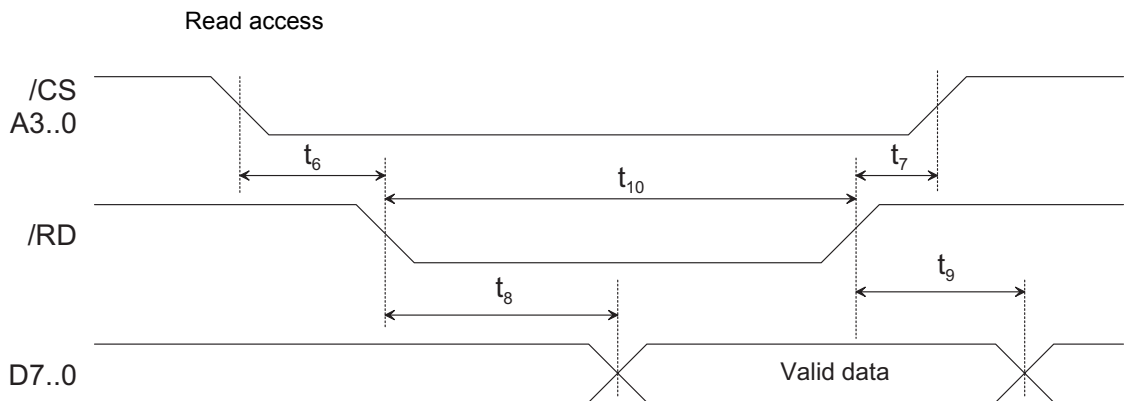 Read access
/CS
A3..0
t6
t7
t10
/RD
t9
t8
Valid data
D7..0